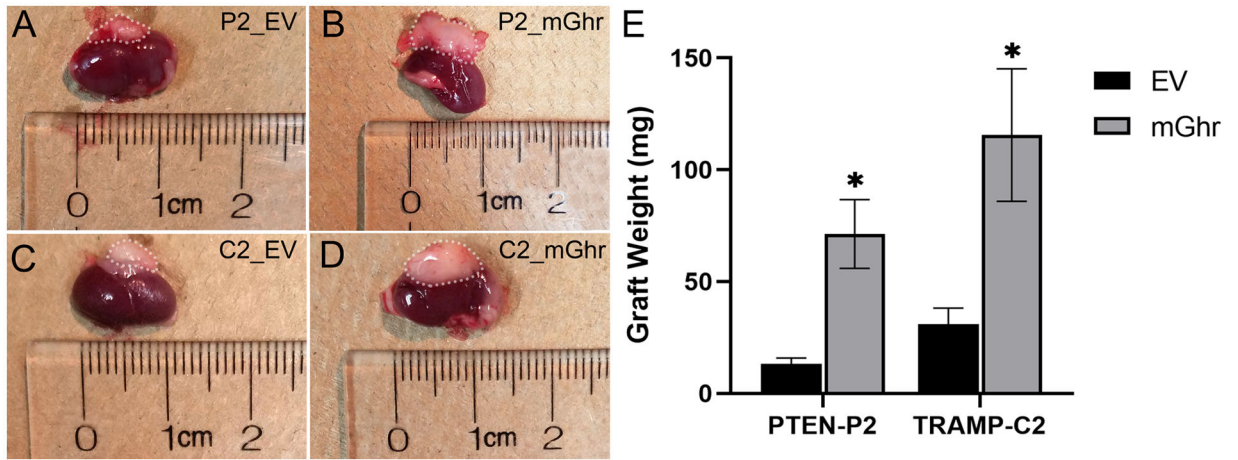 A
P2_EV
0 1cm 2
B
P2_mGhr
0 1cm 2
C
C2_EV
0 1cm 2
D
C2_mGhr
0 1cm 2
E
Graft Weight (mg)
150
100
50
0
*
*
PTEN-P2 TRAMP-C2
EV
mGhr